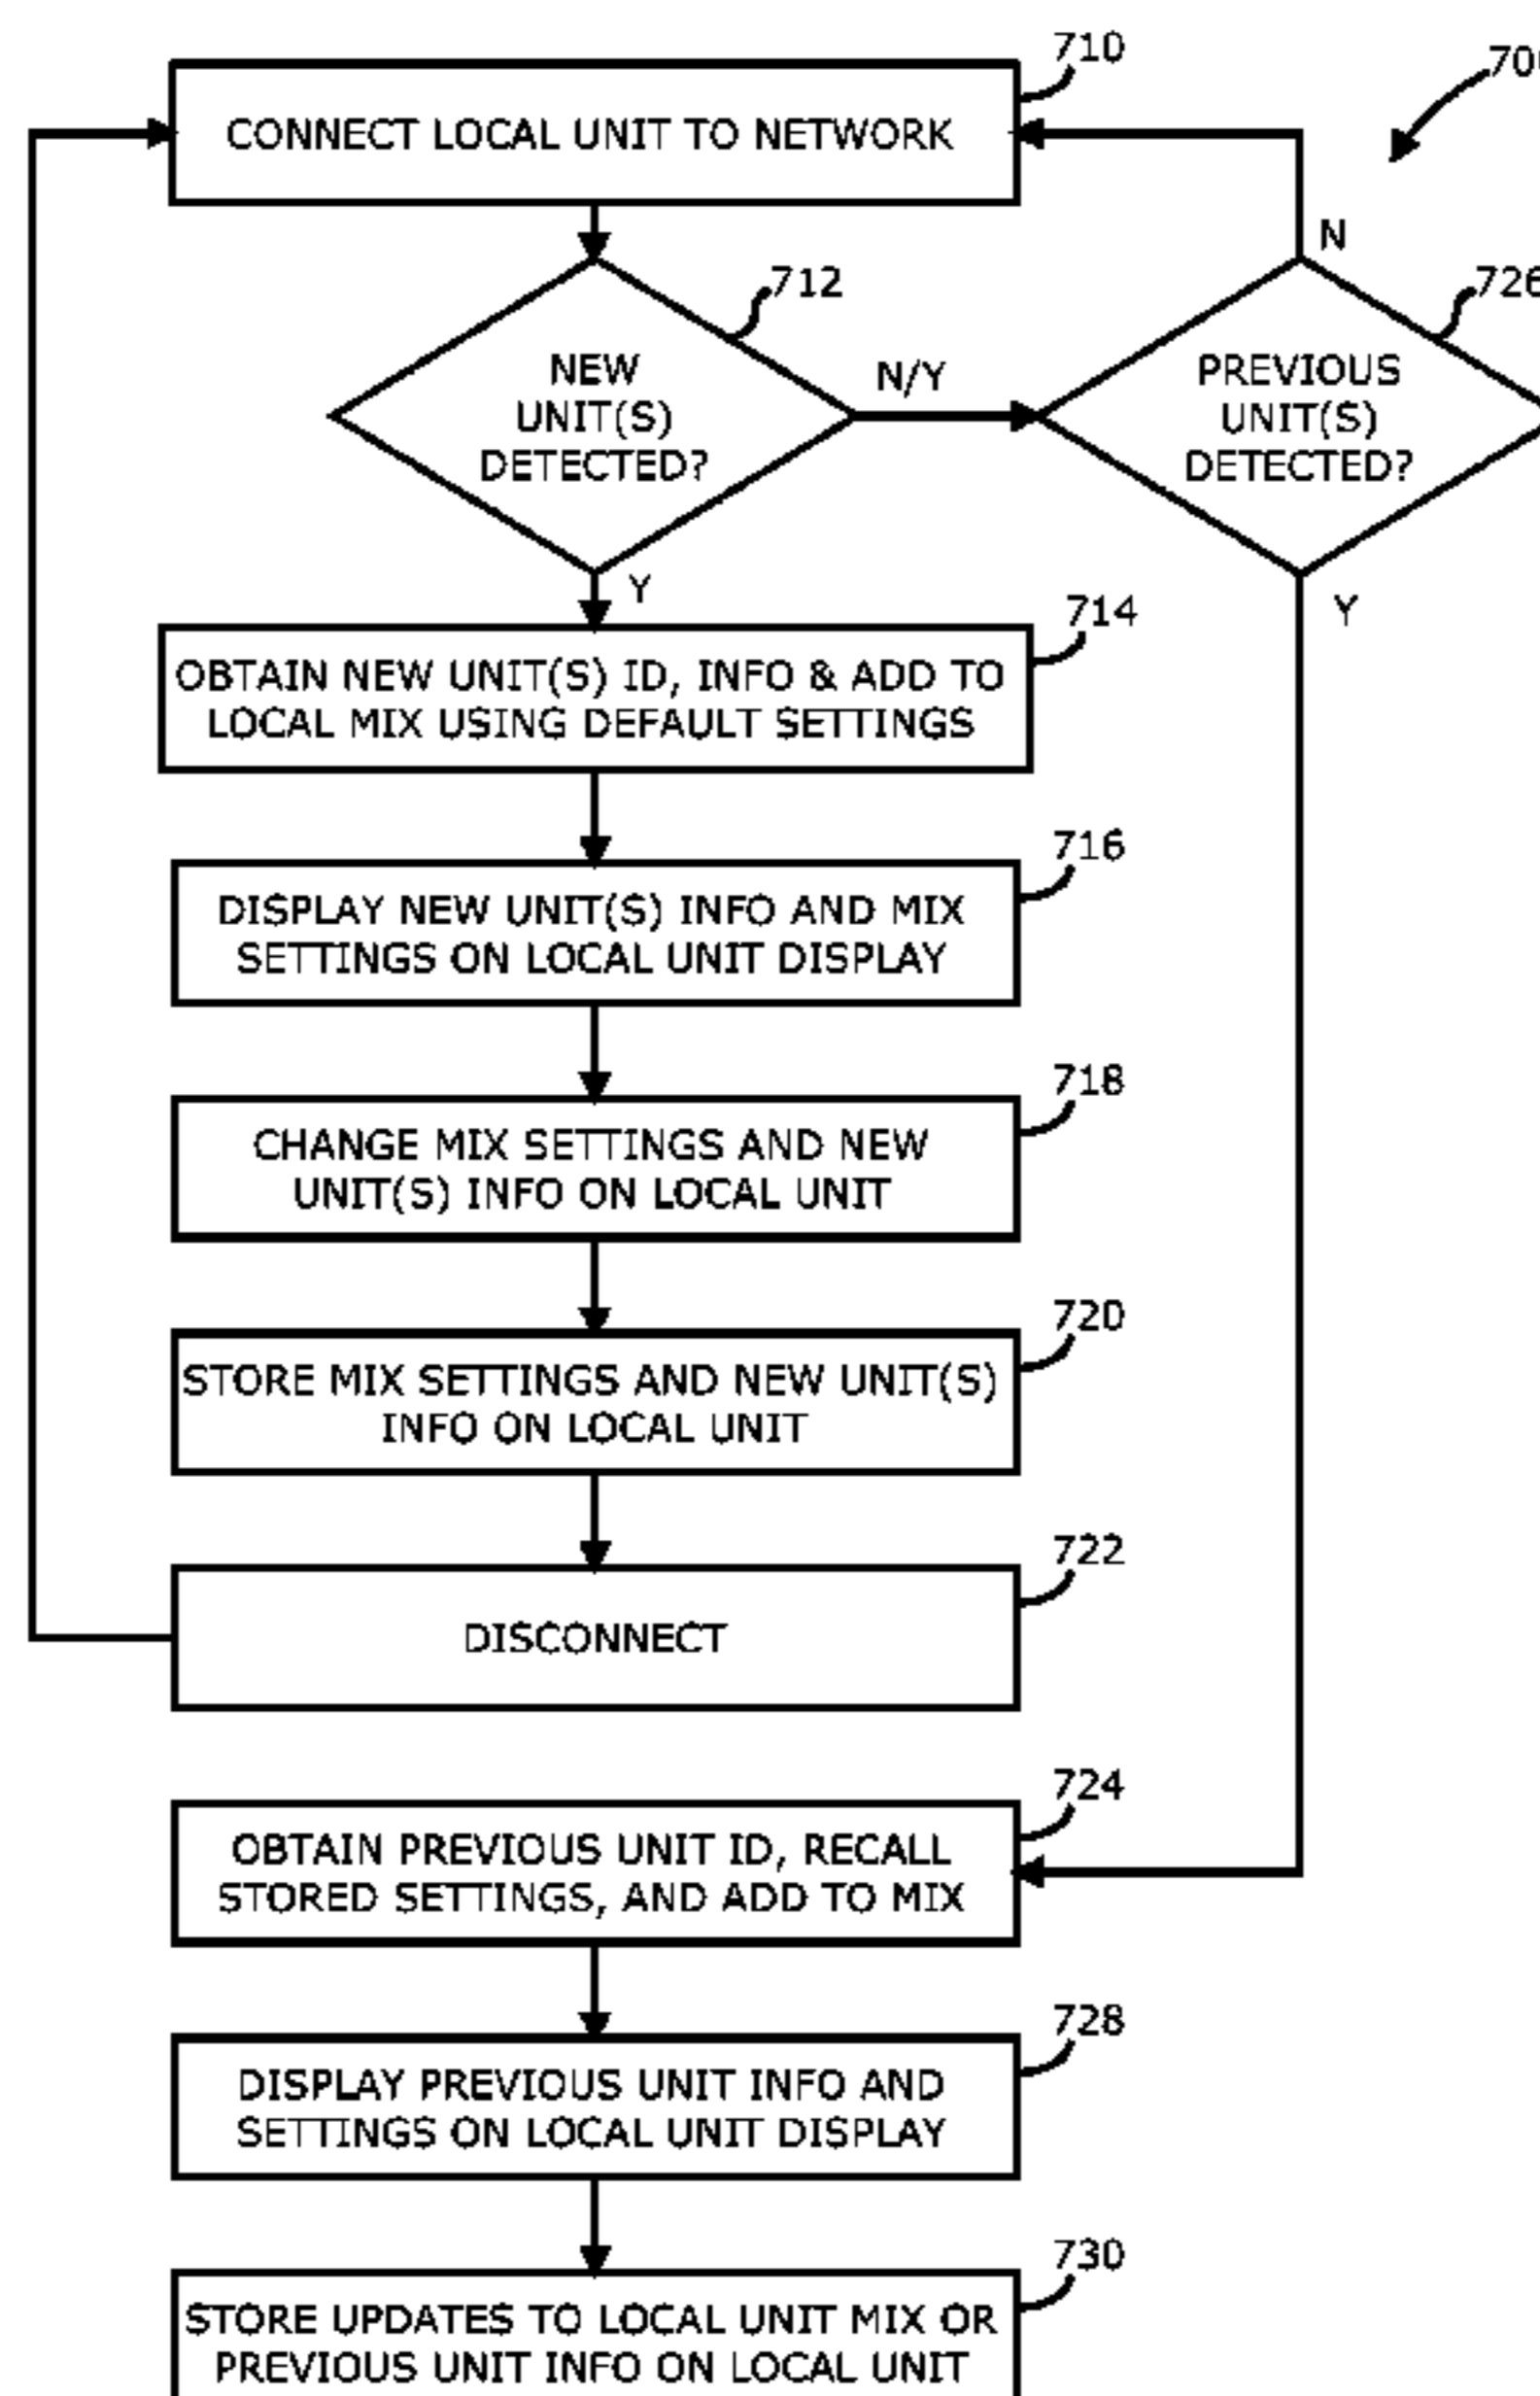 710
70
CONNECT LOCAL UNIT TO NETWORK
N
712
726
NEW
UNIT(S)
DETECTED?
N/Y
PREVIOUS
UNIT(S)
DETECTED?
Y
Y
714
OBTAIN NEW UNIT(S) ID, INFO & ADD TO
LOCAL MIX USING DEFAULT SETTINGS
716
DISPLAY NEW UNIT(S) INFO AND MIX
SETTINGS ON LOCAL UNIT DISPLAY
718
CHANGE MIX SETTINGS AND NEW
UNIT(S) INFO ON LOCAL UNIT
720
STORE MIX SETTINGS AND NEW UNIT(S)
INFO ON LOCAL UNIT
722
DISCONNECT
724
OBTAIN PREVIOUS UNIT ID, RECALL
STORED SETTINGS, AND ADD TO MIX
728
DISPLAY PREVIOUS UNIT INFO AND
SETTINGS ON LOCAL UNIT DISPLAY
730
STORE UPDATES TO LOCAL UNIT MIX OR
PREVIOUS UNIT INFO ON LOCAL UNIT